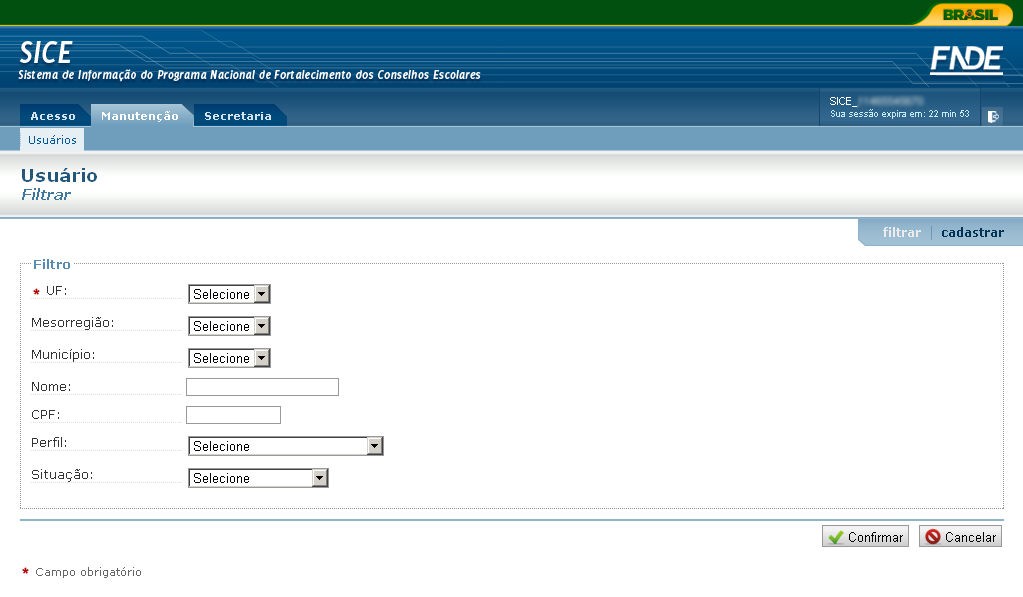 BRASIL
SICE
Sistema de Informação do Programa Nacional de Fortalecimento dos Conselhos Escolares
FNDE
Acesso Manutenção Secretaria
SICE_
Sua sessão expira em: 22 min 53
Usuários
Usuário
Filtrar
filtrar cadastrar
Filtro
* UF: Selecione
Mesorregião: Selecione
Município: Selecione
Nome:
CPF:
Perfil: Selecione
Situação: Selecione
Confirmar Cancelar
* Campo obrigatório